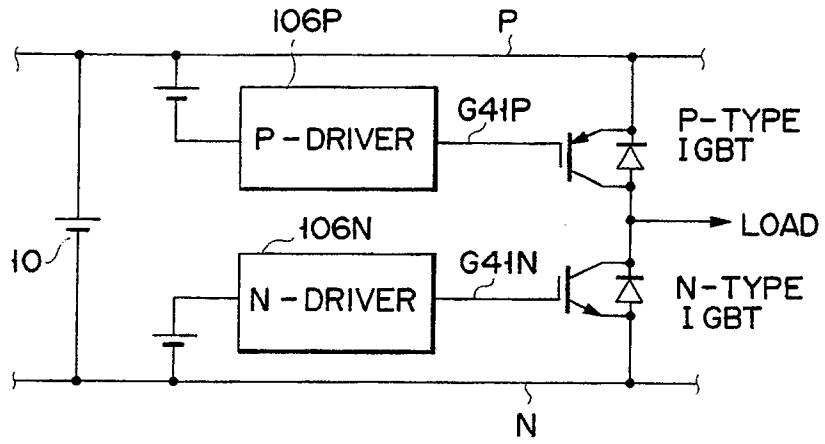 106P
P
P-DRIVER
G41P
P-TYPE
IGBT
10
106N
N-DRIVER
G41N
LOAD
N-TYPE
IGBT
N